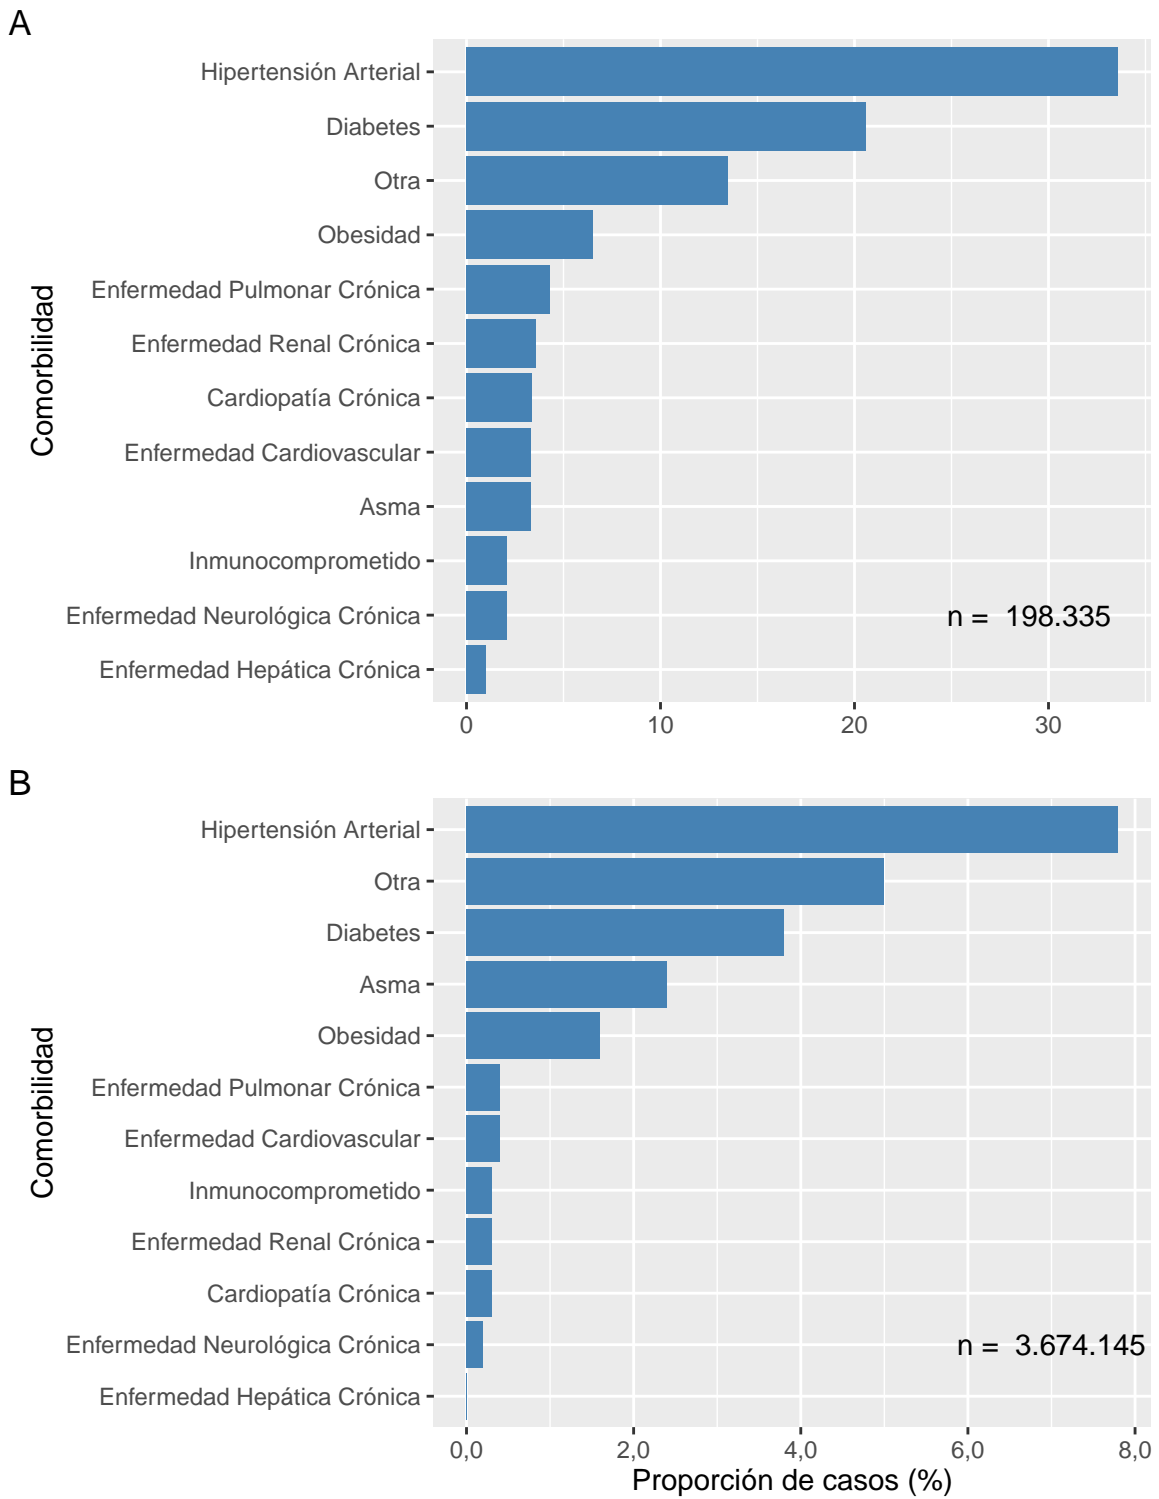 A
Hipertensión Arterial
Diabetes
Otra
Obesidad
Enfermedad Pulmonar Crónica
Enfermedad Renal Crónica
Cardiopatía Crónica
Enfermedad Cardiovascular
Asma
Inmunocomprometido
Enfermedad Neurológica Crónica
Enfermedad Hepática Crónica
Comorbilidad
n = 198.335
0 10 20 30
B
Hipertensión Arterial
Otra
Diabetes
Asma
Obesidad
Enfermedad Pulmonar Crónica
Enfermedad Cardiovascular
Inmunocomprometido
Enfermedad Renal Crónica
Cardiopatía Crónica
Enfermedad Neurológica Crónica
Enfermedad Hepática Crónica
Comorbilidad
n = 3.674.145
0,0 2,0 4,0 6,0 8,0
Proporción de casos (%)